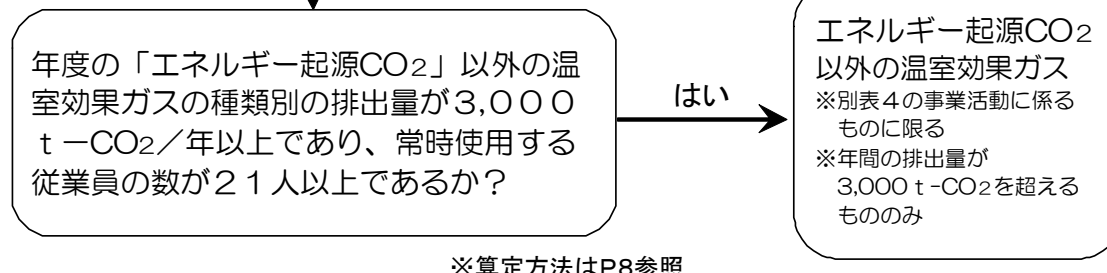 年度の「エネルギー起源CO2」以外の温
室効果ガスの種類別の排出量が3,000
t-CO2/年以上であり、常時使用する
従業員の数が21人以上であるか?
はい
エネルギー起源CO2
以外の温室効果ガス
※別表4の事業活動に係る
ものに限る
※年間の排出量が
3,000t-CO2を超える
もののみ
※算定方法はP8参照